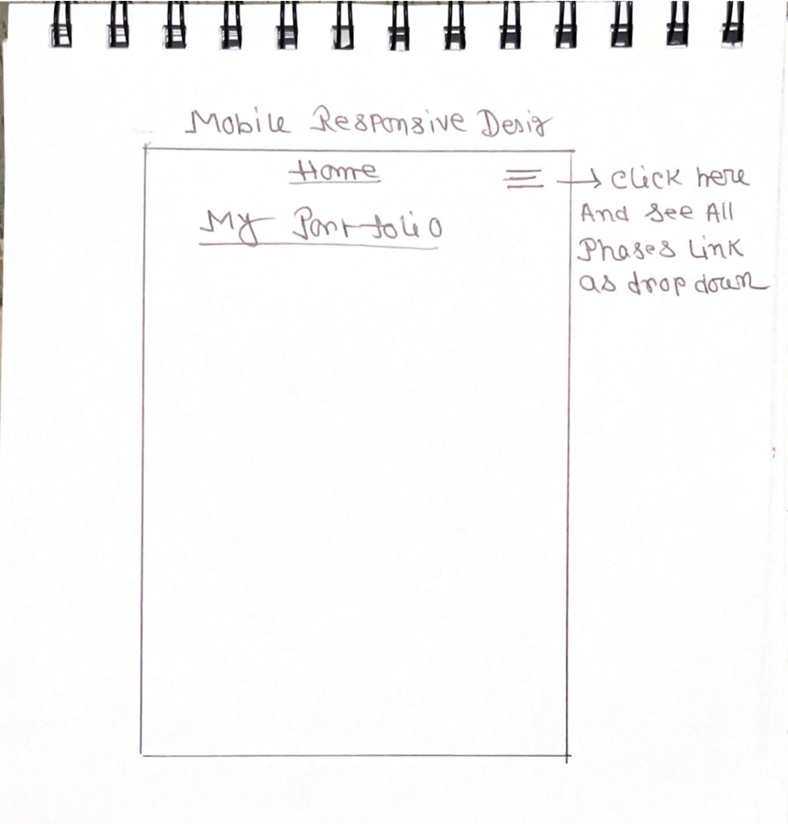 Mobile Responsive Desig
Home
My Portfolio
click here
And see All
Phases Link
as drop down